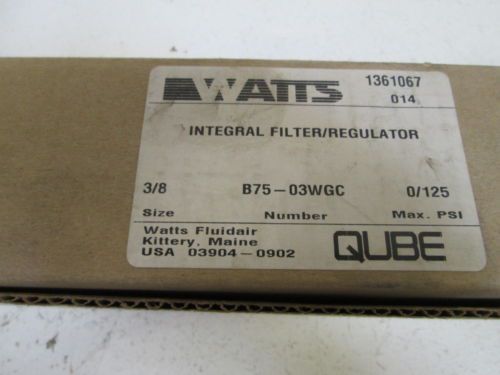 WATTS
1361067
014
INTEGRAL FILTER/REGULATOR
3/8 B75-03WGC 0/125
Size Number Max. PSI
Watts Fluidair
Kittery, Maine
USA 03904-0902
QUBE